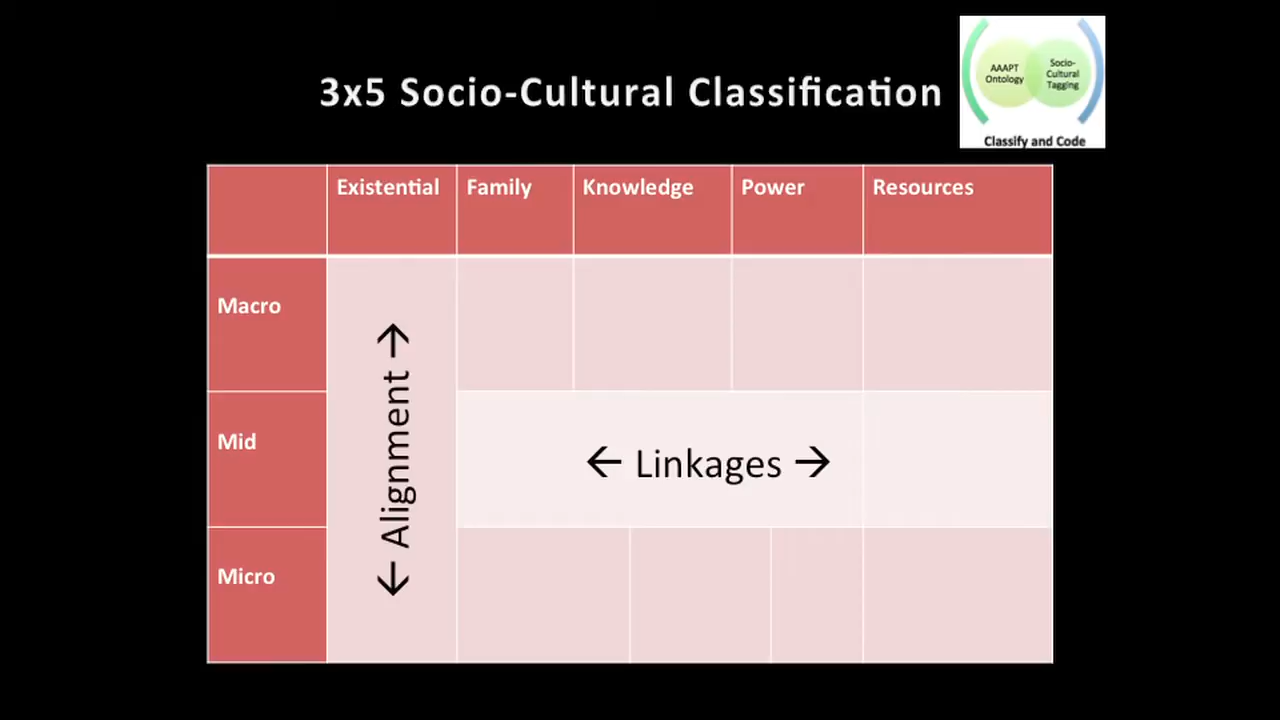 3x5 Socio-Cultural Classification
AAAPT
Ontology
Socio-
Cultural
Tagging
Classify and Code
Existential Family Knowledge Power Resources
Macro
Mid
Micro
← Alignment →
← Linkages →